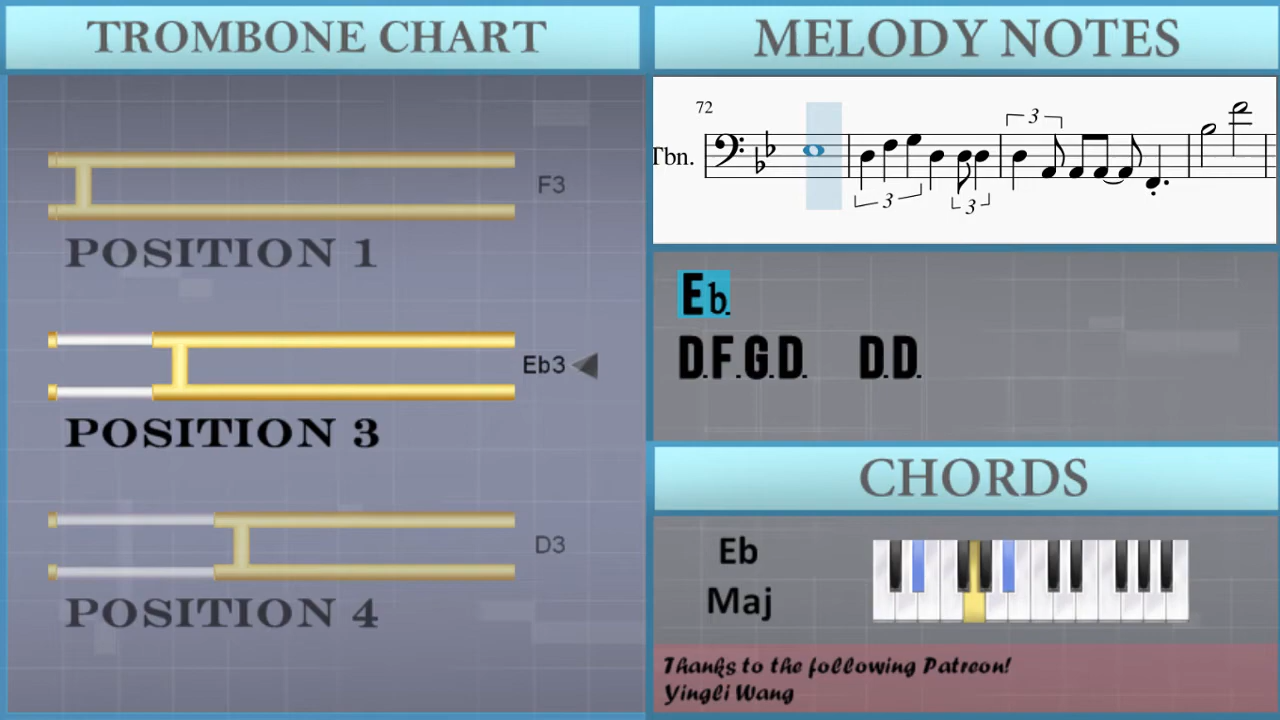 TROMBONE CHART
F3
POSITION 1
Eb3
POSITION 3
D3
POSITION 4
MELODY NOTES
72
3
Tbn.
3
3
Eb.
D.F.G.D. D.D.
CHORDS
Eb
Maj
Thanks to the following Patreon!
Yingli Wang